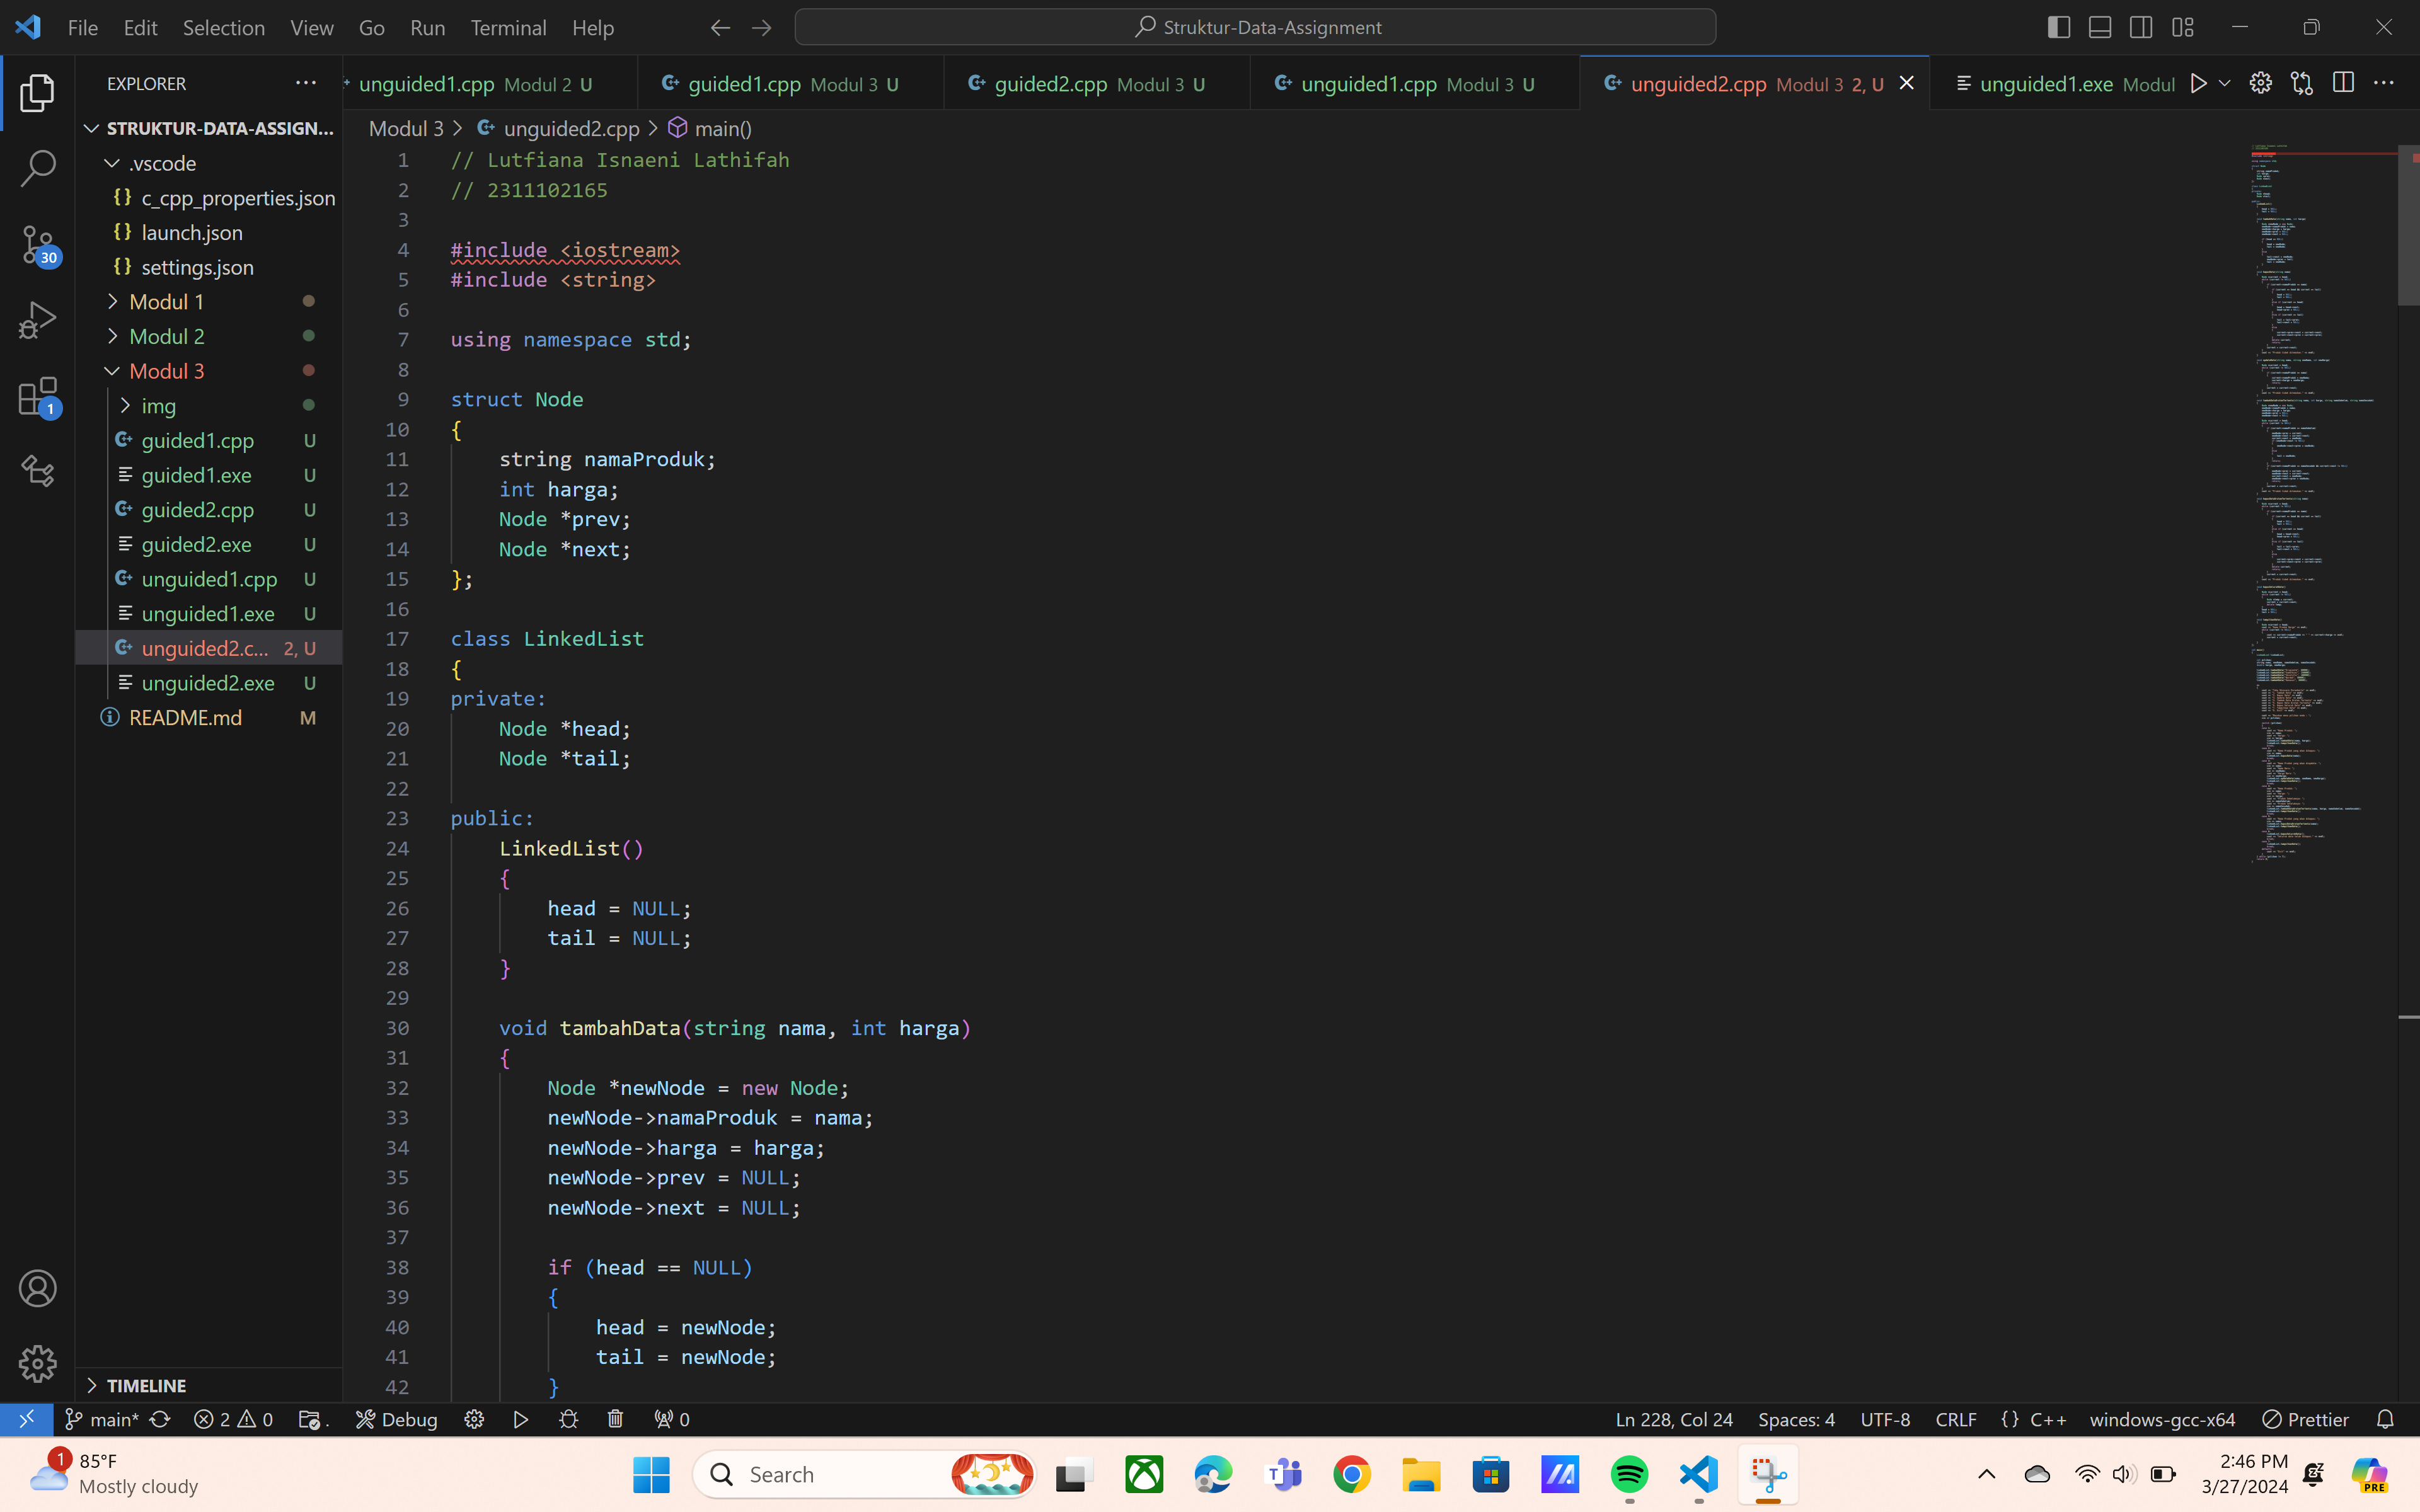 File Edit Selection View Go Run Terminal Help
Struktur-Data-Assignment
EXPLORER
unguided1.cpp Modul 2 U
guided1.cpp Modul 3 U
guided2.cpp Modul 3 U
unguided1.cpp Modul 3 U
unguided2.cpp Modul 3 2, U
unguided1.exe Modul
STRUKTUR-DATA-ASSIGN...
.vscode
c_cpp_properties.json
launch.json
settings.json
Modul 1
Modul 2
Modul 3
img
guided1.cpp U
guided1.exe U
guided2.cpp U
guided2.exe U
unguided1.cpp U
unguided1.exe U
unguided2.c... 2, U
unguided2.exe U
README.md M
TIMELINE
30
1
Modul 3 > unguided2.cpp > main()
1 // Lutfiana Isnaeni Lathifah
2 // 2311102165
3
4 #include <iostream>
5 #include <string>
6
7 using namespace std;
8
9 struct Node
10 {
11 string namaProduk;
12 int harga;
13 Node *prev;
14 Node *next;
15 };
16
17 class LinkedList
18 {
19 private:
20 Node *head;
21 Node *tail;
22
23 public:
24 LinkedList()
25 {
26 head = NULL;
27 tail = NULL;
28 }
29
30 void tambahData(string nama, int harga)
31 {
32 Node *newNode = new Node;
33 newNode->namaProduk = nama;
34 newNode->harga = harga;
35 newNode->prev = NULL;
36 newNode->next = NULL;
37
38 if (head == NULL)
39 {
40 head = newNode;
41 tail = newNode;
42 }
main* 2 0 . Debug 0
Ln 228, Col 24 Spaces: 4 UTF-8 CRLF {} C++ windows-gcc-x64 Prettier
1
85°F
Mostly cloudy
Search
2:46 PM
3/27/2024
PRE